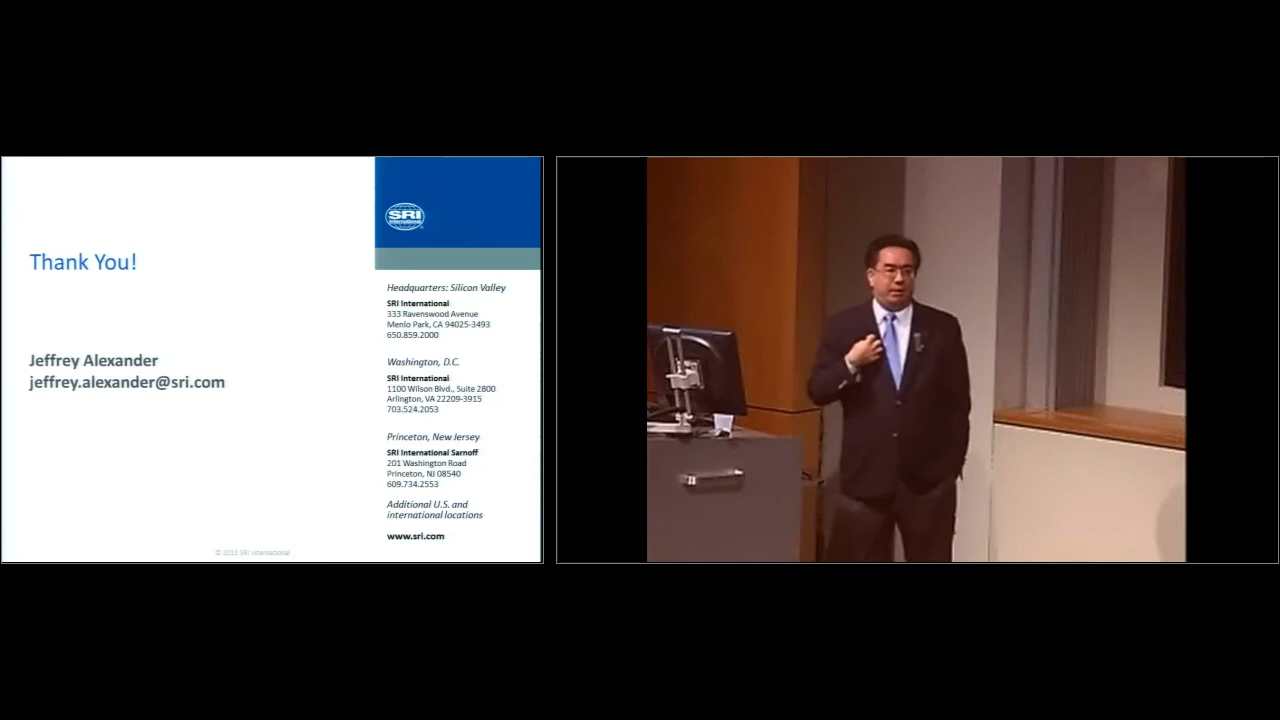 SRI
International
Thank You!
Jeffrey Alexander
jeffrey.alexander@sri.com
Headquarters: Silicon Valley
SRI International
333 Ravenswood Avenue
Menlo Park, CA 94025-3493
650.859.2000
Washington, D.C.
SRI International
1100 Wilson Blvd., Suite 2800
Arlington, VA 22209-3915
703.524.2053
Princeton, New Jersey
SRI International Sarnoff
201 Washington Road
Princeton, NJ 08540
609.734.2553
Additional U.S. and
international locations
www.sri.com
© 2013 SRI International